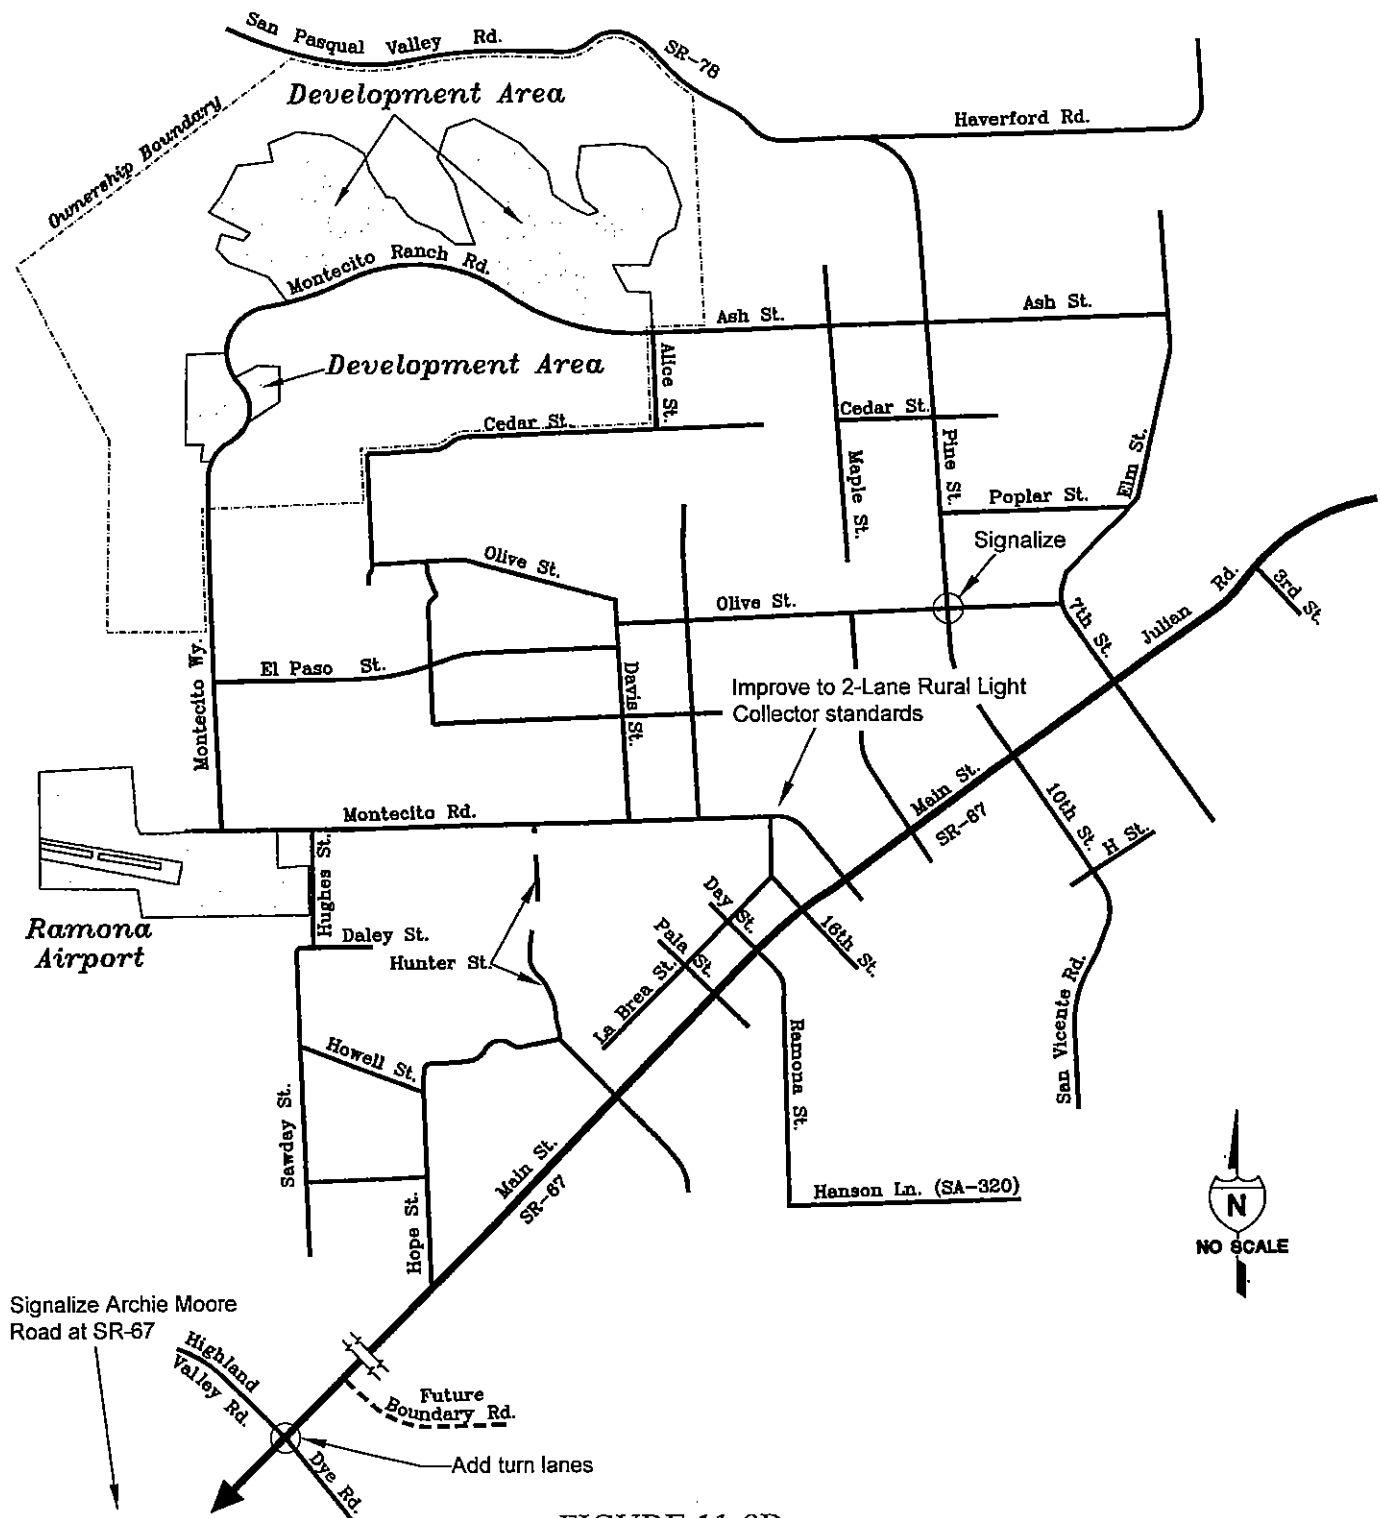 San Pasqual Valley Rd.
SR-78
Development Area
Haverford Rd.
Ownership Boundary
Montecito Ranch Rd.
Ash St.
Ash St.
Development Area
Alice St.
Cedar St.
Cedar St.
Pine St.
Elm St.
Maple St.
Poplar St.
Signalize
Olive St.
Olive St.
3rd St.
7th St.
Julian Rd.
Montecito Wy.
El Paso St.
Davis St.
Improve to 2-Lane Rural Light
Collector standards
Main St.
SR-67
10th St.
H St.
Montecito Rd.
Hughes St.
Day St.
16th St.
Ramona
Airport
Daley St.
Hunter St.
Pala St.
La Brea St.
San Vicente Rd.
Howell St.
Ramona St.
Sawday St.
Main St.
SR-67
Hanson Ln. (SA-320)
Hope St.
N
NO SCALE
Signalize Archie Moore
Road at SR-67
Highland
Valley Rd.
Future
Boundary Rd.
Add turn lanes
Dye Rd.